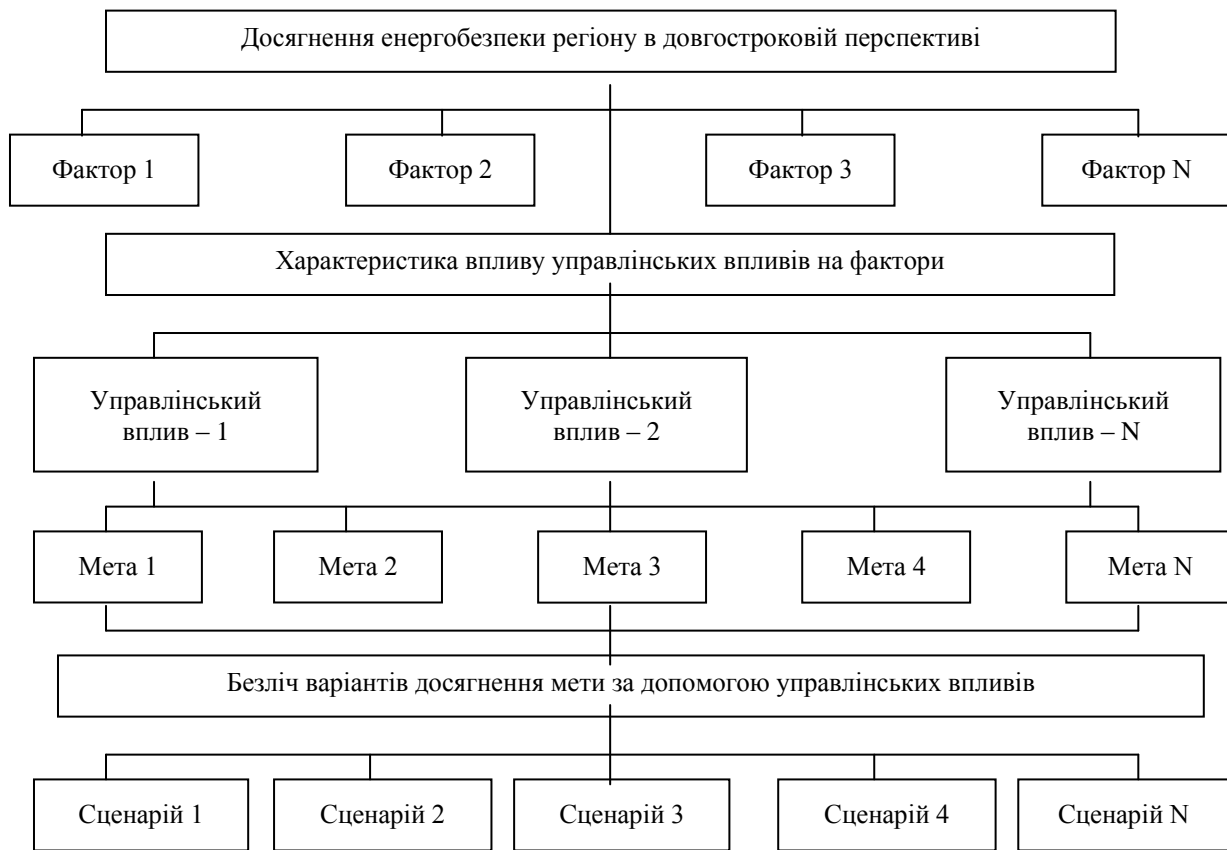 Досягнення енергобезпеки регіону в довгостроковій перспективі
Фактор 1
Фактор 2
Фактор 3
Фактор N
Характеристика впливу управлінських впливів на фактори
Управлінський
вплив – 1
Управлінський
вплив – 2
Управлінський
вплив – N
Мета 1
Мета 2
Мета 3
Мета 4
Мета N
Безліч варіантів досягнення мети за допомогою управлінських впливів
Сценарій 1
Сценарій 2
Сценарій 3
Сценарій 4
Сценарій N